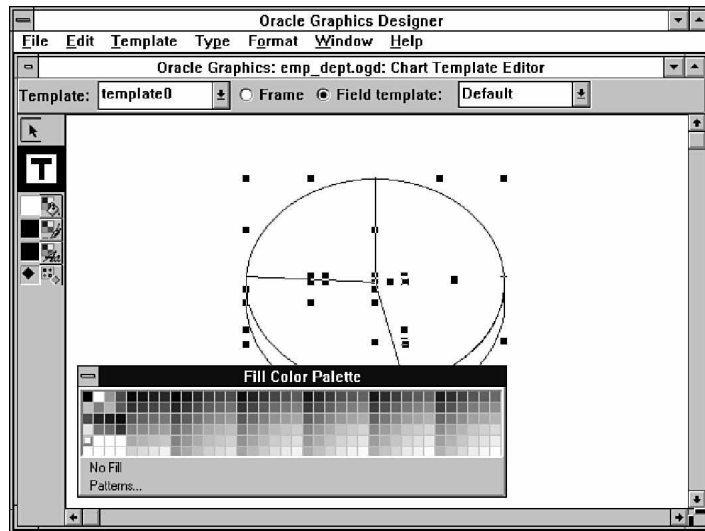 Oracle Graphics Designer
File Edit Template Type Format Window Help
Oracle Graphics: emp_dept.ogd: Chart Template Editor
Template: template0 Frame Field template: Default
T
Fill Color Palette
No Fill
Patterns...